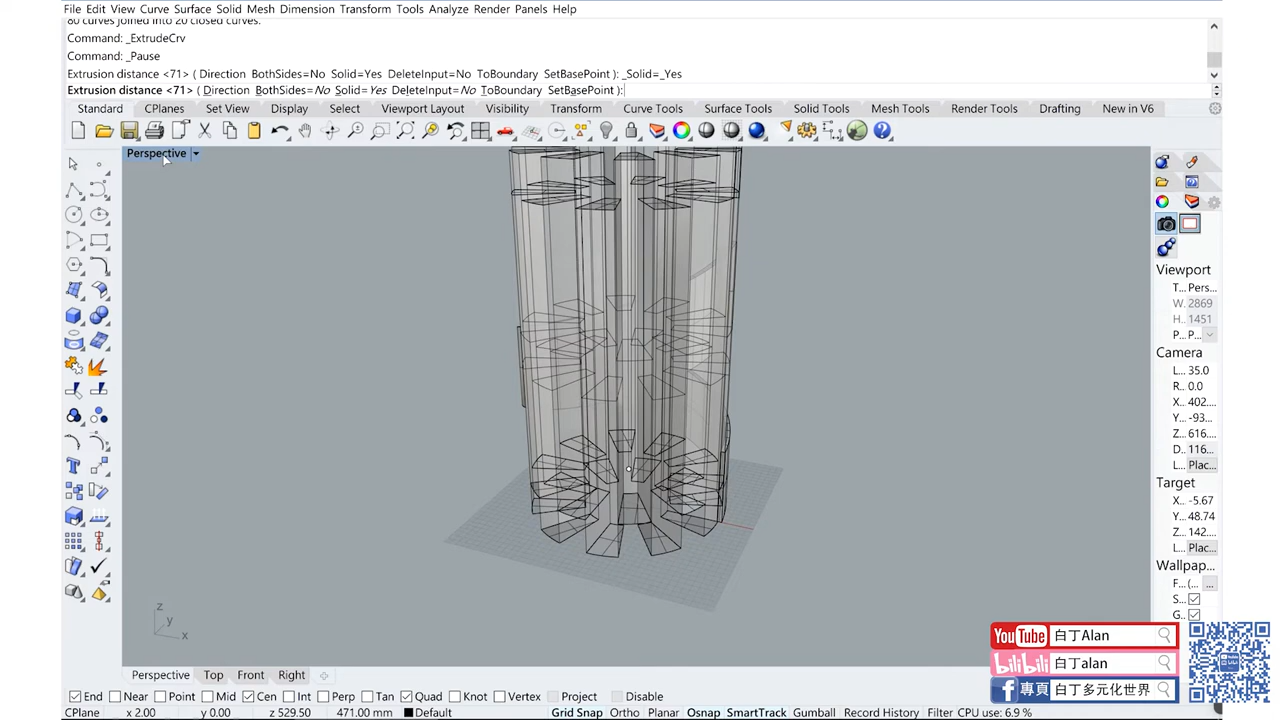 File Edit View Curve Surface Solid Mesh Dimension Transform Tools Analyze Render Panels Help
80 curves joined into 20 closed curves.
Command: _ExtrudeCrv
Command: _Pause
Extrusion distance <71> ( Direction BothSides=No Solid=Yes DeleteInput=No ToBoundary SetBasePoint ): _Solid=_Yes
Extrusion distance <71> ( Direction BothSides=No Solid=Yes DeleteInput=No ToBoundary SetBasePoint ):
Standard CPlanes Set View Display Select Viewport Layout Visibility Transform Curve Tools Surface Tools Solid Tools Mesh Tools Render Tools Drafting New in V6
Perspective
Viewport
T... Pers...
W. 2869
H.. 1451
P... P...
Camera
L... 35.0
R... 0.0
X... 402...
Y... -93...
Z... 616...
D... 116...
L... Plac...
Target
X... -5.67
Y... 48.74
Z... 142...
L... Plac...
Wallpap...
F... (... ...
S...
G...
z
y
x
YouTube 白丁Alan
bilibili 白丁alan
f 專頁 白丁多元化世界
Perspective Top Front Right
End Near Point Mid Cen Int Perp Tan Quad Knot Vertex Project Disable
CPlane x 2.00 y 0.00 z 529.50 471.00 mm Default Grid Snap Ortho Planar Osnap SmartTrack Gumball Record History Filter CPU use: 6.9 %